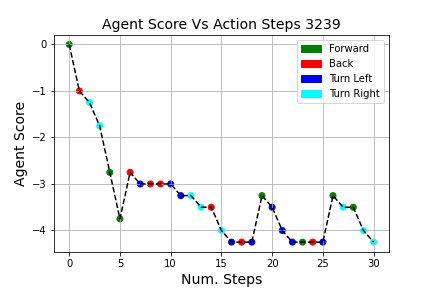 Agent Score Vs Action Steps 3239
Forward
Back
Turn Left
Turn Right
Agent Score
0
−1
−2
−3
−4
0
5
10
15
20
25
30
Num. Steps